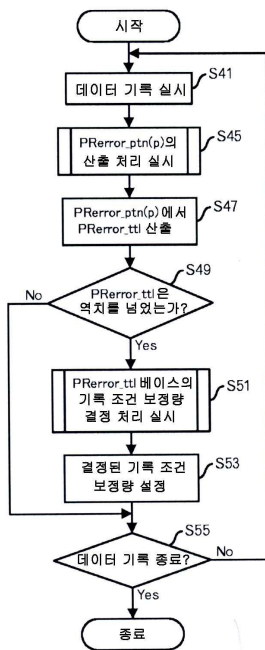 시작
데이터 기록 실시
S41
PRerror_ptn(p)의
산출 처리 실시
S45
PRerror_ptn(p)에서
PRerror_ttl 산출
S47
PRerror_ttl은
역치를 넘었는가?
S49
No
Yes
PRerror_ttl 베이스의
기록 조건 보정량
결정 처리 실시
S51
결정된 기록 조건
보정량 설정
S53
데이터 기록 종료?
S55
No
Yes
종료